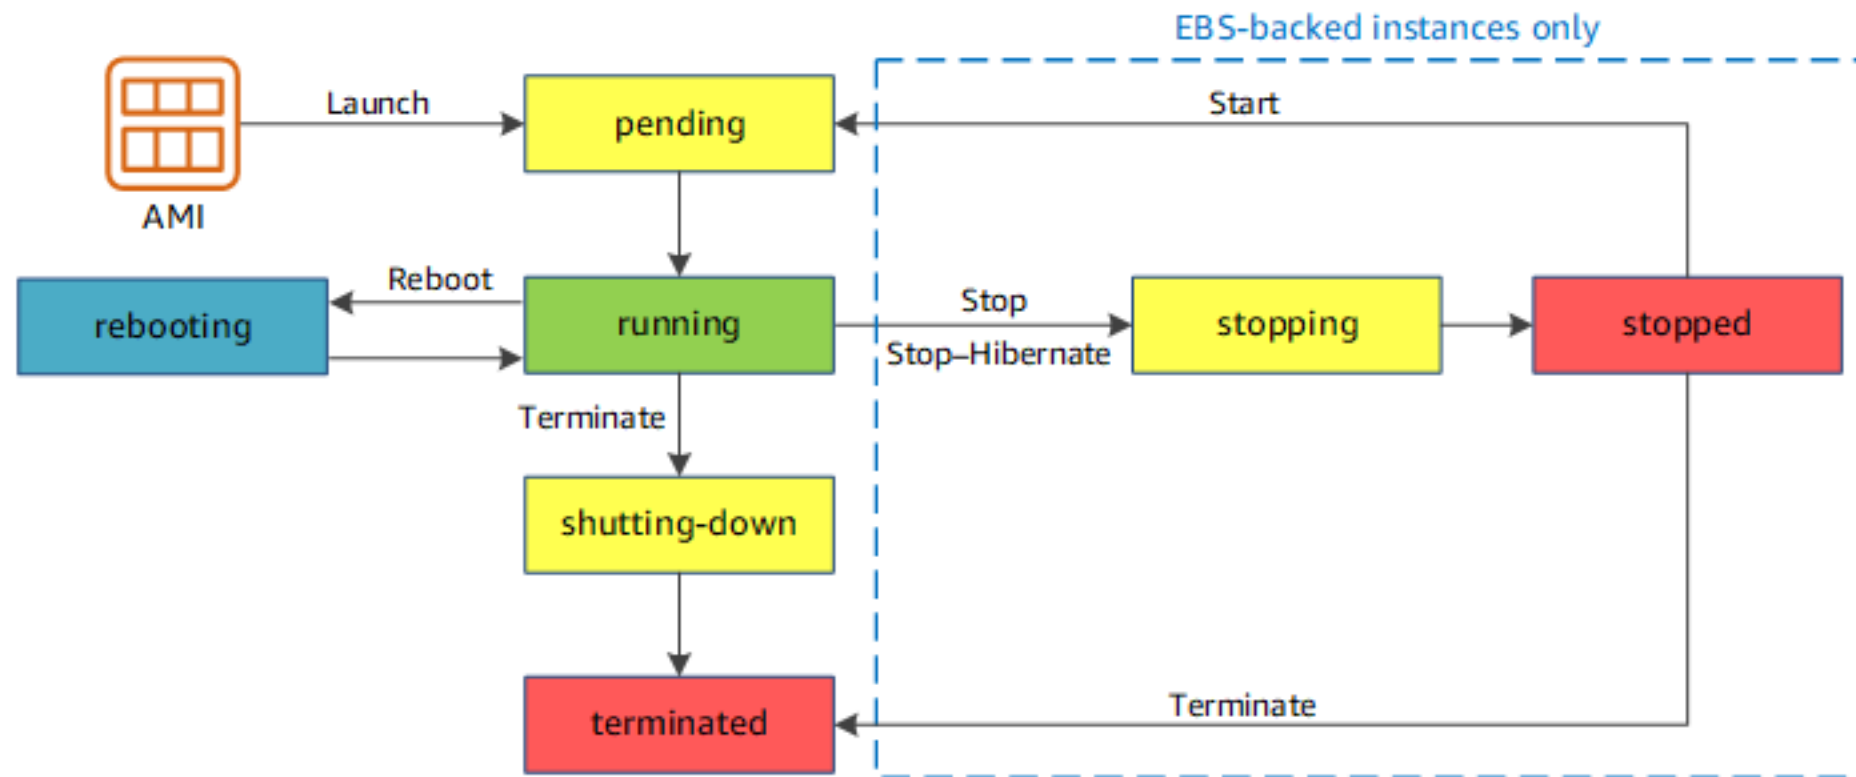 EBS-backed instances only
Launch
pending
Start
AMI
Reboot
rebooting
running
Stop
Stop–Hibernate
stopping
stopped
Terminate
shutting-down
terminated
Terminate